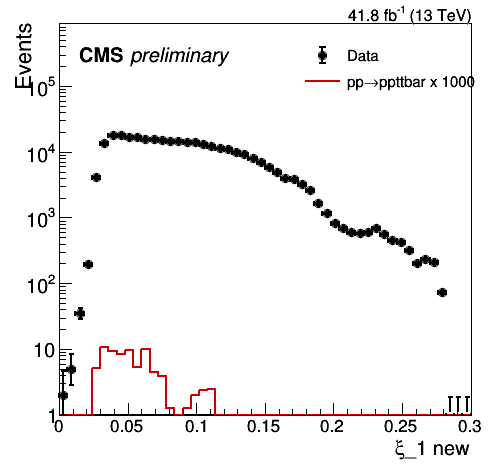 41.8 fb⁻¹ (13 TeV)
Events
CMS preliminary
Data
pp→ppttbar x 1000
10⁵
10⁴
10³
10²
10
1
0 0.05 0.1 0.15 0.2 0.25 0.3
ξ_1 new